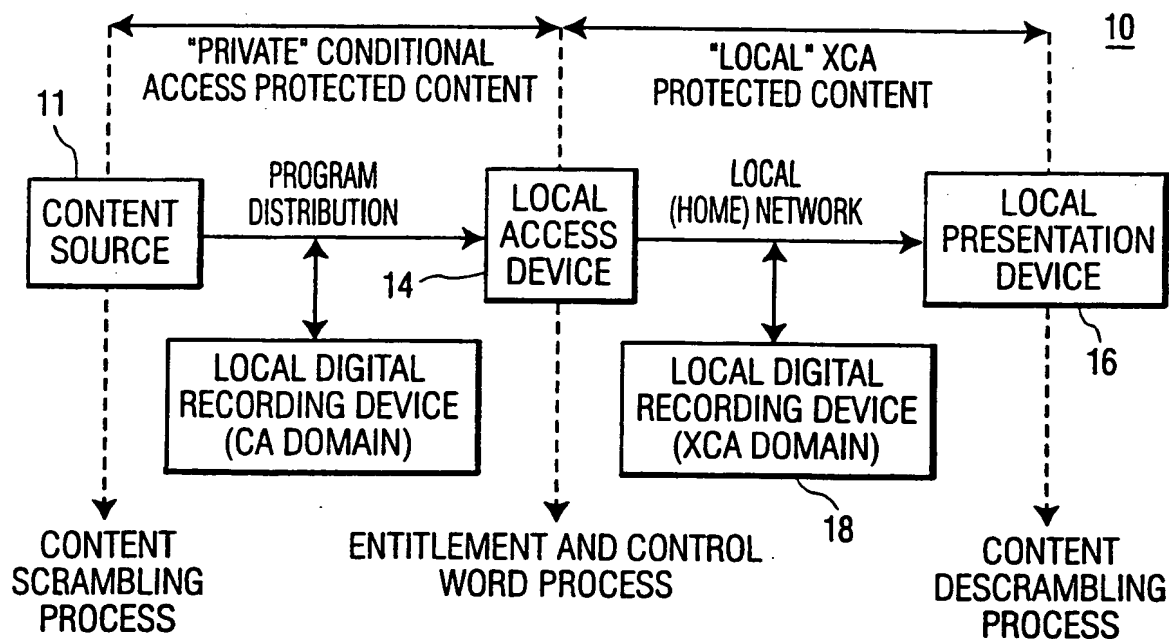 10
"PRIVATE" CONDITIONAL
ACCESS PROTECTED CONTENT
"LOCAL" XCA
PROTECTED CONTENT
11
CONTENT
SOURCE
PROGRAM
DISTRIBUTION
LOCAL
ACCESS
DEVICE
14
LOCAL
(HOME) NETWORK
LOCAL
PRESENTATION
DEVICE
16
LOCAL DIGITAL
RECORDING DEVICE
(CA DOMAIN)
LOCAL DIGITAL
RECORDING DEVICE
(XCA DOMAIN)
18
CONTENT
SCRAMBLING
PROCESS
ENTITLEMENT AND CONTROL
WORD PROCESS
CONTENT
DESCRAMBLING
PROCESS